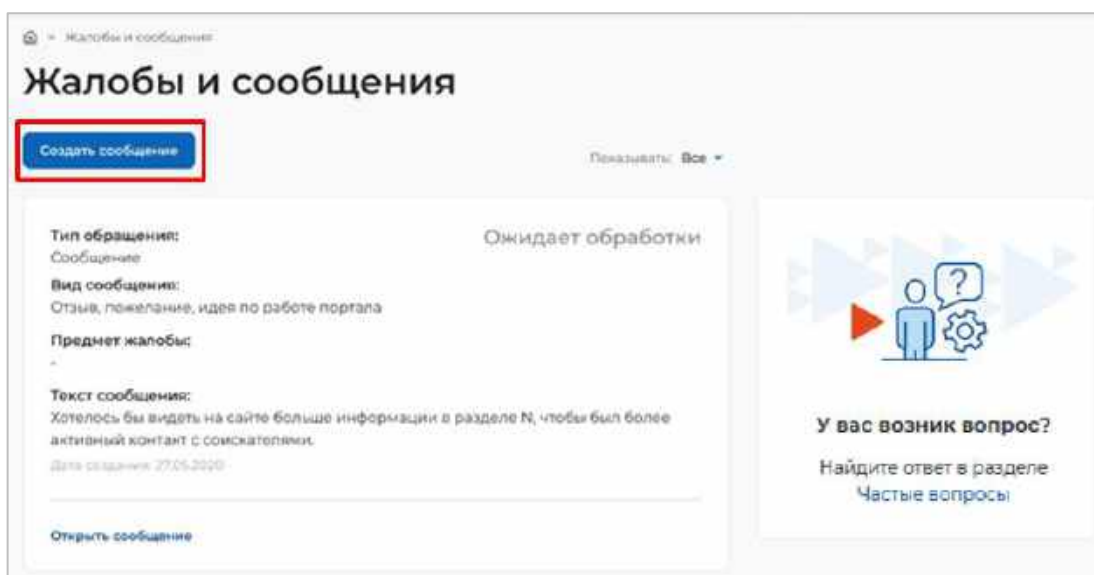 Жалобы и сообщения
Жалобы и сообщения
Создать сообщение
Показывать: Все
Тип обращения:
Сообщение
Ожидает обработки
Вид сообщения:
Отзыв, пожелание, идея по работе портала
Предмет жалобы:
-
Текст сообщения:
Хотелось бы видеть на сайте больше информации в разделе N, чтобы был более
активный контакт с соискателями.
Дата создания: 27.05.2020
Открыть сообщение
?
У вас возник вопрос?
Найдите ответ в разделе
Частые вопросы